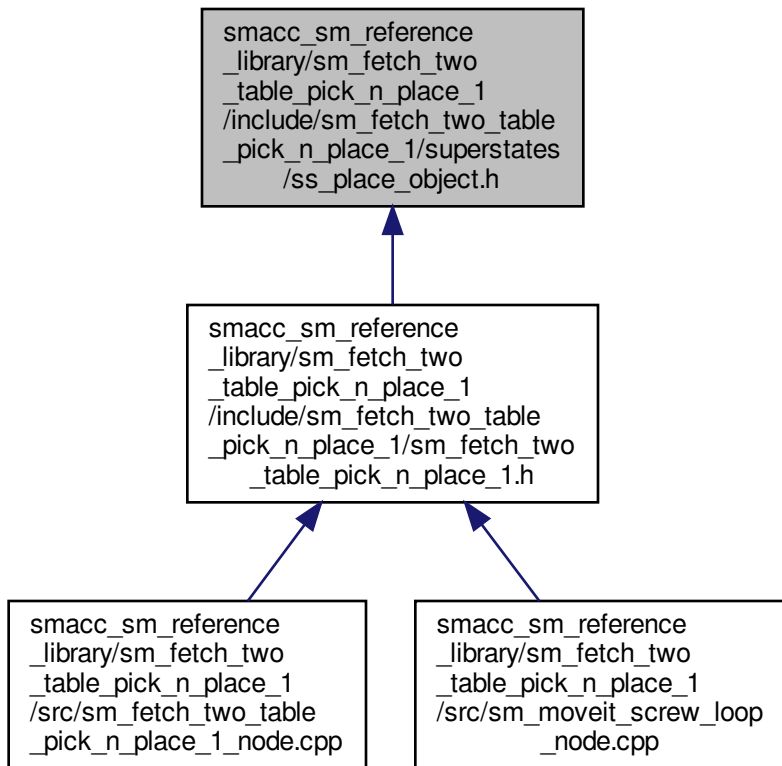 smacc_sm_reference
_library/sm_fetch_two
_table_pick_n_place_1
/include/sm_fetch_two_table
_pick_n_place_1/superstates
/ss_place_object.h
smacc_sm_reference
_library/sm_fetch_two
_table_pick_n_place_1
/include/sm_fetch_two_table
_pick_n_place_1/sm_fetch_two
_table_pick_n_place_1.h
smacc_sm_reference
_library/sm_fetch_two
_table_pick_n_place_1
/src/sm_fetch_two_table
_pick_n_place_1_node.cpp
smacc_sm_reference
_library/sm_fetch_two
_table_pick_n_place_1
/src/sm_moveit_screw_loop
_node.cpp